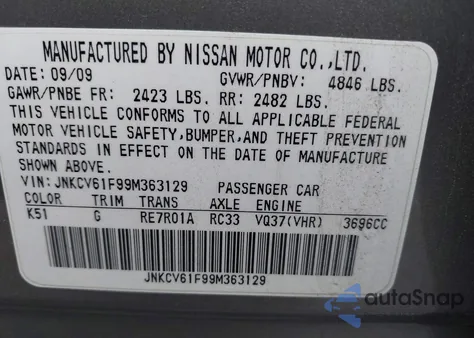 MANUFACTURED BY NISSAN MOTOR CO.,LTD.
DATE: 09/09 GVWR/PNBV: 4846 LBS.
GAWR/PNBE FR: 2423 LBS. RR: 2482 LBS.
THIS VEHICLE CONFORMS TO ALL APPLICABLE FEDERAL
MOTOR VEHICLE SAFETY,BUMPER,AND THEFT PREVENTION
STANDARDS IN EFFECT ON THE DATE OF MANUFACTURE
SHOWN ABOVE.
VIN: JNKCV61F99M363129 PASSENGER CAR
COLOR TRIM TRANS AXLE ENGINE
K51 G RE7R01A RC33 VQ37(VHR) 3696CC
JNKCV61F99M363129
autoSnap